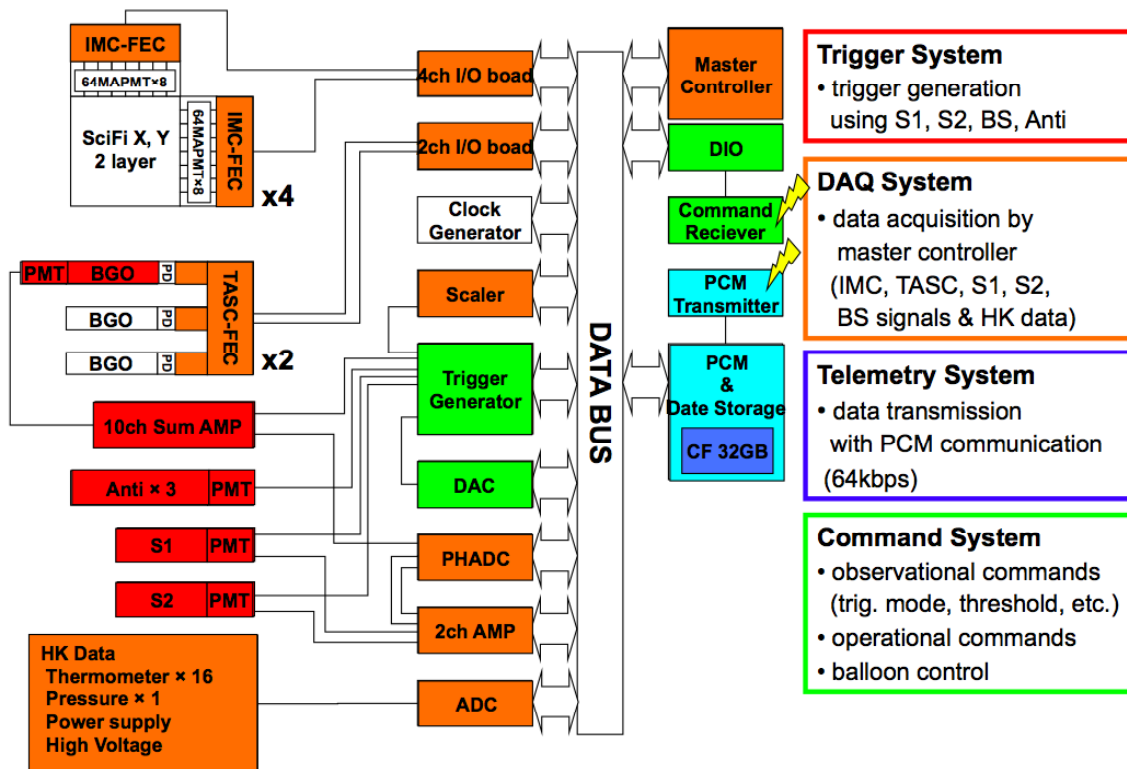 IMC-FEC
64MAPMT×8
SciFi X, Y
2 layer
64MAPMT×8
IMC-FEC
x4
PMT
BGO
PD
TASC-FEC
BGO
PD
BGO
PD
x2
10ch Sum AMP
Anti × 3
PMT
S1
PMT
S2
PMT
HK Data
Thermometer × 16
Pressure × 1
Power supply
High Voltage
4ch I/O boad
2ch I/O boad
Clock
Generator
Scaler
Trigger
Generator
DAC
PHADC
2ch AMP
ADC
DATA BUS
Master
Controller
DIO
Command
Reciever
PCM
Transmitter
PCM
&
Date Storage
CF 32GB
Trigger System
• trigger generation
using S1, S2, BS, Anti
DAQ System
• data acquisition by
master controller
(IMC, TASC, S1, S2,
BS signals & HK data)
Telemetry System
• data transmission
with PCM communication
(64kbps)
Command System
• observational commands
(trig. mode, threshold, etc.)
• operational commands
• balloon control